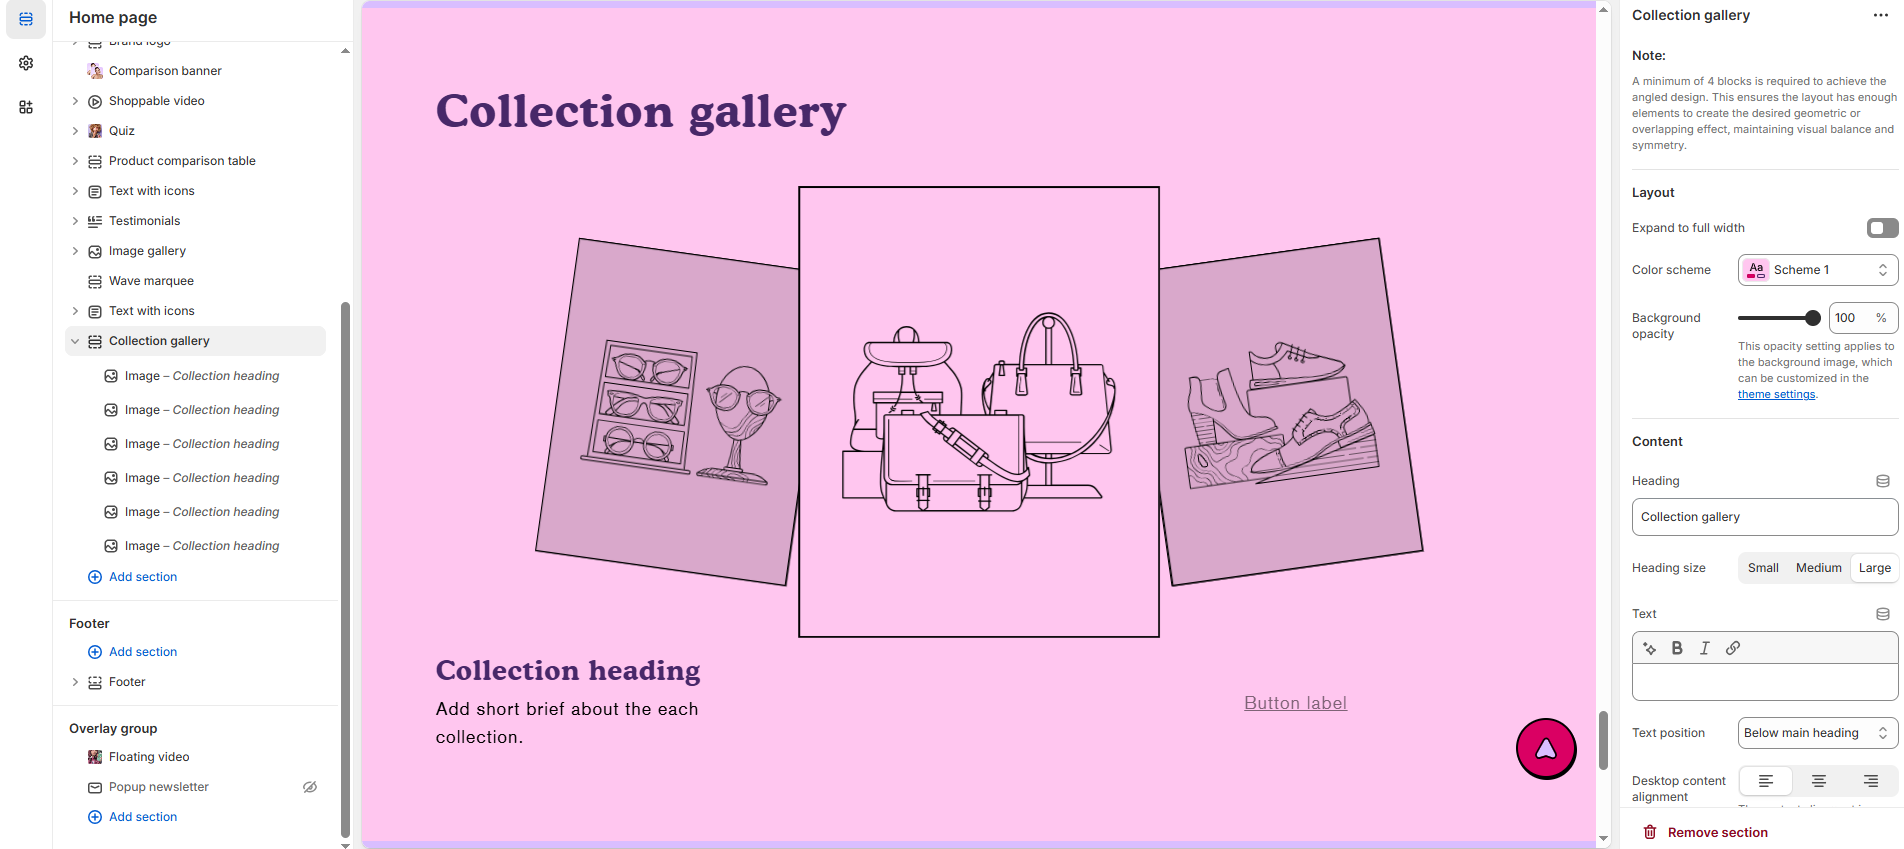 Home page
Brand logo
Comparison banner
Shoppable video
Quiz
Product comparison table
Text with icons
Testimonials
Image gallery
Wave marquee
Text with icons
Collection gallery
Image – Collection heading
Image – Collection heading
Image – Collection heading
Image – Collection heading
Image – Collection heading
Image – Collection heading
Add section
Footer
Add section
Footer
Overlay group
Floating video
Popup newsletter
Add section
Collection gallery
Collection heading
Add short brief about the each
collection.
Button label
Collection gallery
Note:
A minimum of 4 blocks is required to achieve the
angled design. This ensures the layout has enough
elements to create the desired geometric or
overlapping effect, maintaining visual balance and
symmetry.
Layout
Expand to full width
Color scheme
Aa
Scheme 1
Background
opacity
100 %
This opacity setting applies to
the background image, which
can be customized in the
theme settings.
Content
Heading
Collection gallery
Heading size
Small Medium Large
Text
B I
Text position
Below main heading
Desktop content
alignment
Remove section